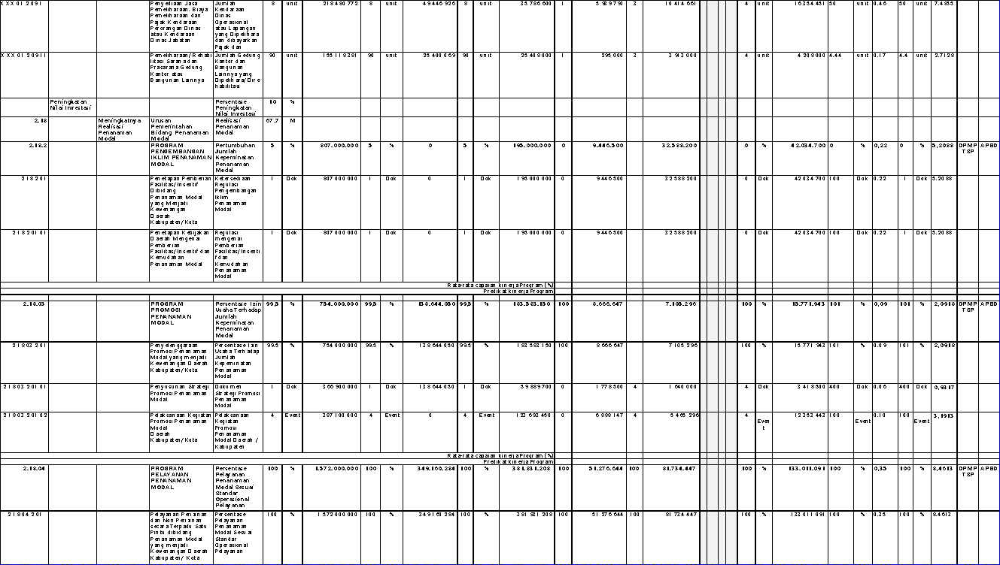 X XX 01 2 09 1 Penyediaan Jasa Pemeliharaan, Biaya Pemeliharaan dan Pajak Kendaraan Perorangan Dinas atau Kendaraan Dinas Jabatan Jumlah Kendaraan Dinas Operasional atau Lapangan yang Dipelihara dan dibayarkan Pajak dan 8 unit 218 480 772 8 unit 49 446 926 8 unit 1 3 10 414 661 4 unit 50 unit 0.46 50 unit 7.4855
X XX 01 2 09 11 Pemeliharaan/Rehabilitasi Sarana dan Prasarana Gedung Kantor atau Bangunan Lainnya Jumlah Gedung Kantor dan Bangunan Lainnya yang Dipelihara/Direhabilitasi 90 unit 90 unit 90 unit 1 295 000 3 3 913 000 4 unit 4 208 000 4.44 unit 0.17 4.4 unit 2.7128
Peningkatan Nilai Investasi Persentase Peningkatan Nilai Investasi 10 %
2.18 Meningkatnya Realisasi Penanaman Modal Urusan Pemerintahan Bidang Penanaman Modal Realisasi Penanaman Modal 67,7 M
2.18.2 PROGRAM PENGEMBANGAN IKLIM PENANAMAN MODAL Pertumbuhan Jumlah Kepeminatan Penanaman Modal 5 % 807.000.000 5 % 0 5 % 195.000.000 0 9.446.500 32.588.200 0 % 42.034.700 0 % 0,22 0 % 5,2088 DPMPTSP APBD
2 18 2 01 Penetapan Pemberian Fasilitas/Insentif Dibidang Penanaman Modal yang Menjadi Kewenangan Daerah Kabupaten/Kota Ketersediaan Regulasi Pengembangan Iklim Penanaman Modal 1 Dok 807 000 000 1 Dok 0 1 Dok 195 000 000 0 9 446 500 32 588 200 0 Dok 42 034 700 100 Dok 0.22 1 Dok 5.2088
2 18 2 01 01 Penetapan Kebijakan Daerah Mengenai Pemberian Fasilitas/Insentif dan Kemudahan Penanaman Modal Regulasi mengenai Pemberian Fasilitas/Insentif dan Kemudahan Penanaman Modal 1 Dok 807 000 000 1 Dok 0 1 Dok 195 000 000 0 9 446 500 32 588 200 0 Dok 42 034 700 100 Dok 0.22 1 Dok 5.2088
Rata-rata capaian kinerja Program (%)
Predikat kinerja Program
2.18.03 PROGRAM PROMOSI PENANAMAN MODAL Persentase Izin Usaha Terhadap Jumlah Kepeminatan Penanaman Modal 99,5 % 754.000.000 99,5 % 138.644.050 99,5 % 183.583.150 100 8.666.647 7.105.296 100 % 15.771.943 101 % 0,09 101 % 2,0918 DPMPTSP APBD
2 18 03 2 01 Penyelenggaraan Promosi Penanaman Modal yang menjadi Kewenangan Daerah Kabupaten/Kota Persentase Izin Usaha Terhadap Jumlah Kepeminatan Penanaman Modal 99.5 % 754 000 000 99.5 % 138 644 050 99.5 % 183 583 150 100 8 666 647 7 105 296 100 % 15 771 943 101 % 0.09 101 % 2,0918
2 18 03 2 01 01 Penyusunan Strategi Promosi Penanaman Modal Dokumen Strategi Promosi Penanaman Modal 1 Dok 366 900 000 1 Dok 138 644 050 1 Dok 59 889 700 0 1 778 500 4 1 640 000 4 Dok 3 418 500 400 Dok 0.06 400 Dok 0,9317
2 18 03 2 01 02 Pelaksanaan Kegiatan Promosi Penanaman Modal Daerah Kabupaten/Kota Pelaksanaan Kegiatan Promosi Penanaman Modal Daerah / Kabupaten 4 Event 387 100 000 4 Event 0 4 Event 123 693 450 0 6 888 147 4 5 465 296 4 Event 12 353 443 100 Event 0.10 100 Event 3,1913
Rata-rata capaian kinerja Program (%)
Predikat kinerja Program
2.18.04 PROGRAM PELAYANAN PENANAMAN MODAL Persentase Pelayanan Penanaman Modal Sesuai Standar Operasional Pelayanan 100 % 1.572.000.000 100 % 349.160.284 100 % 381.831.208 100 51.276.644 100 81.734.447 100 % 133.011.091 100 % 0,35 100 % 8,4613 DPMPTSP APBD
2 18 04 2 01 Pelayanan Perizinan dan Non Perizinan secara Terpadu Satu Pintu dibidang Penanaman Modal yang menjadi Kewenangan Daerah Kabupaten/ Kota Persentase Pelayanan Penanaman Modal Sesuai Standar Operasional Pelayanan 100 % 1 572 000 000 100 % 349 160 284 100 % 381 831 208 100 51 276 644 100 81 734 447 100 % 133 011 091 100 % 0.35 100 % 8.4613